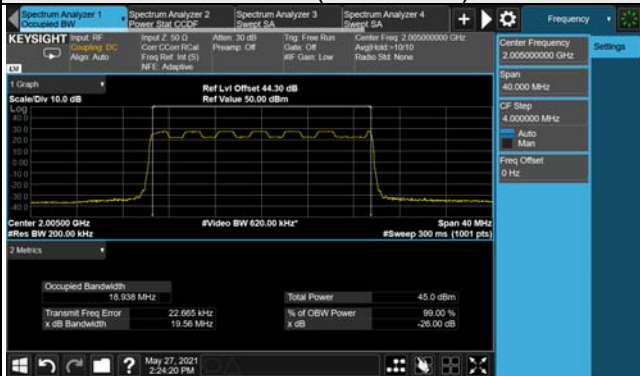 Spectrum Analyzer 1
Occupied BW
Spectrum Analyzer 2
Power Stat CCDF
Spectrum Analyzer 3
Swept SA
Spectrum Analyzer 4
Swept SA
Frequency
KEYSIGHT
Input: RF
Coupling: DC
Align: Auto
Input Z: 50 Ω
Corr CCorr RCal
Freq Ref: Int (S)
NFE: Adaptive
Atten: 30 dB
Preamp: Off
Trig: Free Run
Gate: Off
#IF Gain: Low
Center Freq: 2.005000000 GHz
Avg|Hold:>10/10
Radio Std: None
LXI
Center Frequency
2.005000000 GHz
Settings
Span
40.000 MHz
CF Step
4.000000 MHz
Auto
Man
Freq Offset
0 Hz
1 Graph
Scale/Div 10.0 dB
Ref Lvl Offset 44.30 dB
Ref Value 50.00 dBm
Log
40.0
30.0
20.0
10.0
0.00
-10.0
-20.0
-30.0
-40.0
Center 2.00500 GHz
#Res BW 200.00 kHz
#Video BW 620.00 kHz*
Span 40 MHz
#Sweep 300 ms (1001 pts)
2 Metrics
Occupied Bandwidth
18.938 MHz
Total Power
45.0 dBm
Transmit Freq Error
22.665 kHz
% of OBW Power
99.00 %
x dB Bandwidth
19.56 MHz
x dB
-26.00 dB
?
May 27, 2021
2:24:20 PM